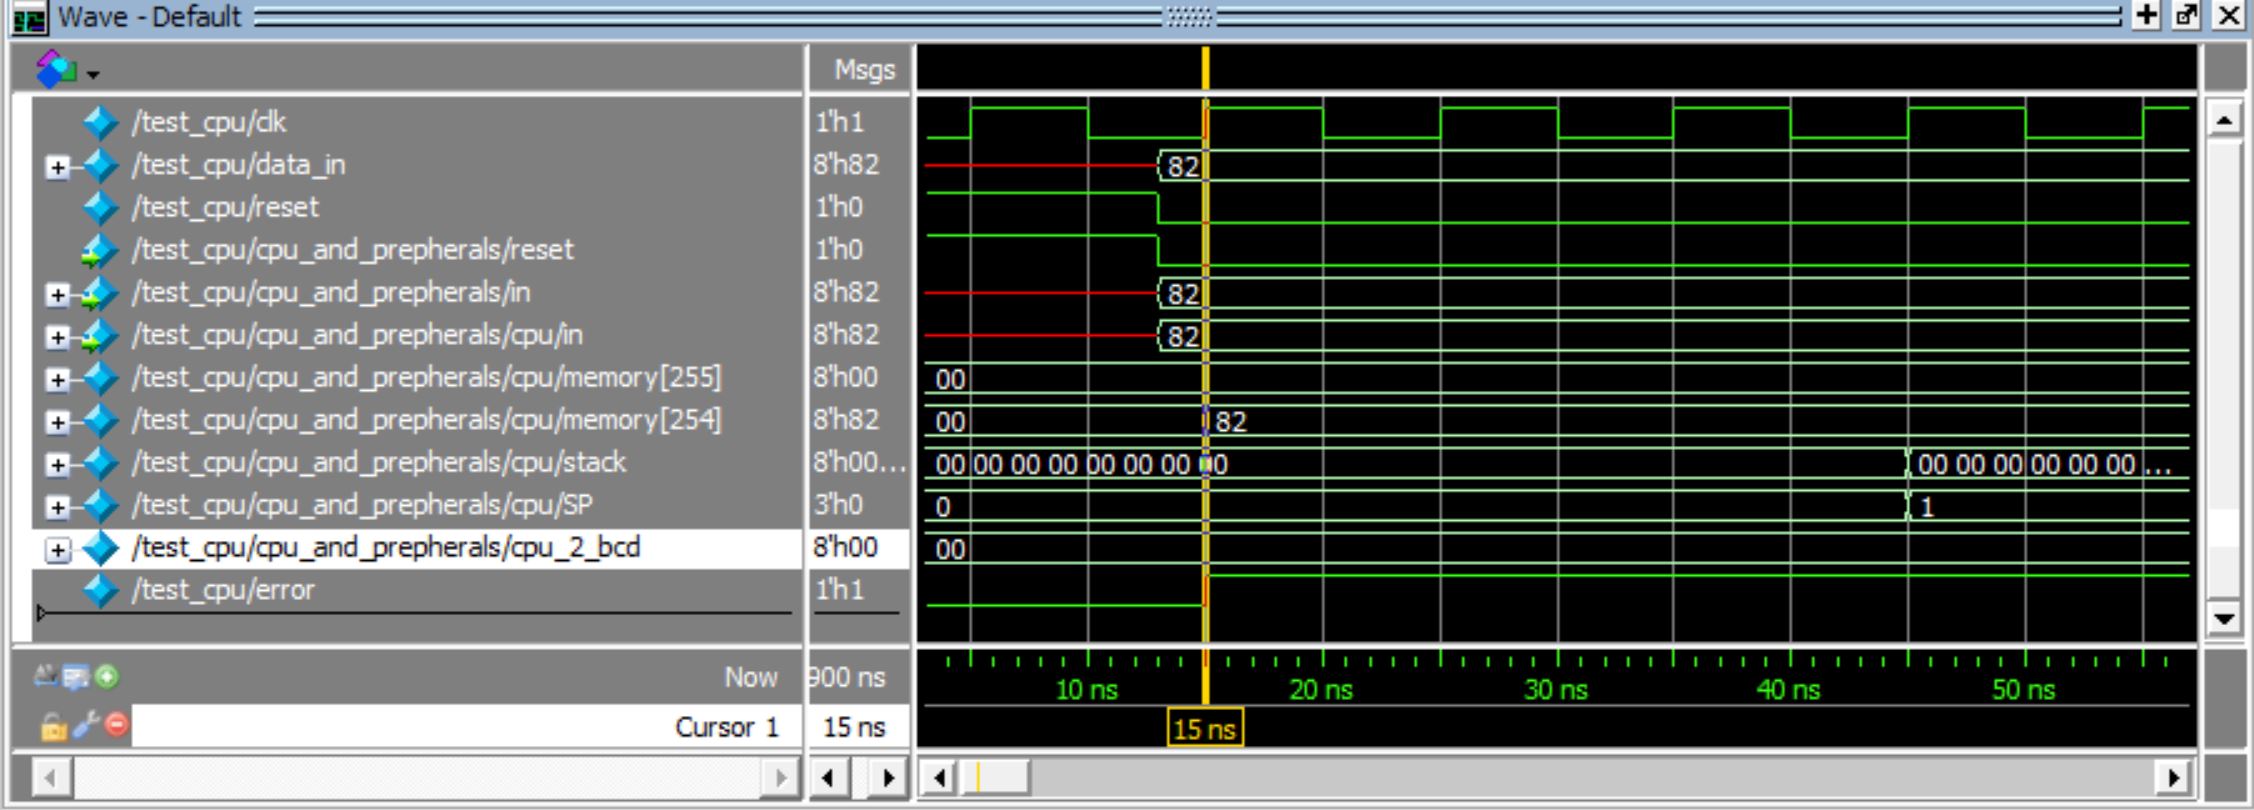 Wave - Default
Msgs
/test_cpu/clk 1'h1
/test_cpu/data_in 8'h82 82
/test_cpu/reset 1'h0
/test_cpu/cpu_and_prepherals/reset 1'h0
/test_cpu/cpu_and_prepherals/in 8'h82 82
/test_cpu/cpu_and_prepherals/cpu/in 8'h82 82
/test_cpu/cpu_and_prepherals/cpu/memory[255] 8'h00 00
/test_cpu/cpu_and_prepherals/cpu/memory[254] 8'h82 00 82
/test_cpu/cpu_and_prepherals/cpu/stack 8'h00... 00 00 00 00 00 00 00 00 00 00 00 00 00 00...
/test_cpu/cpu_and_prepherals/cpu/SP 3'h0 0 1
/test_cpu/cpu_and_prepherals/cpu_2_bcd 8'h00 00
/test_cpu/error 1'h1
Now 900 ns 10 ns 20 ns 30 ns 40 ns 50 ns
Cursor 1 15 ns 15 ns